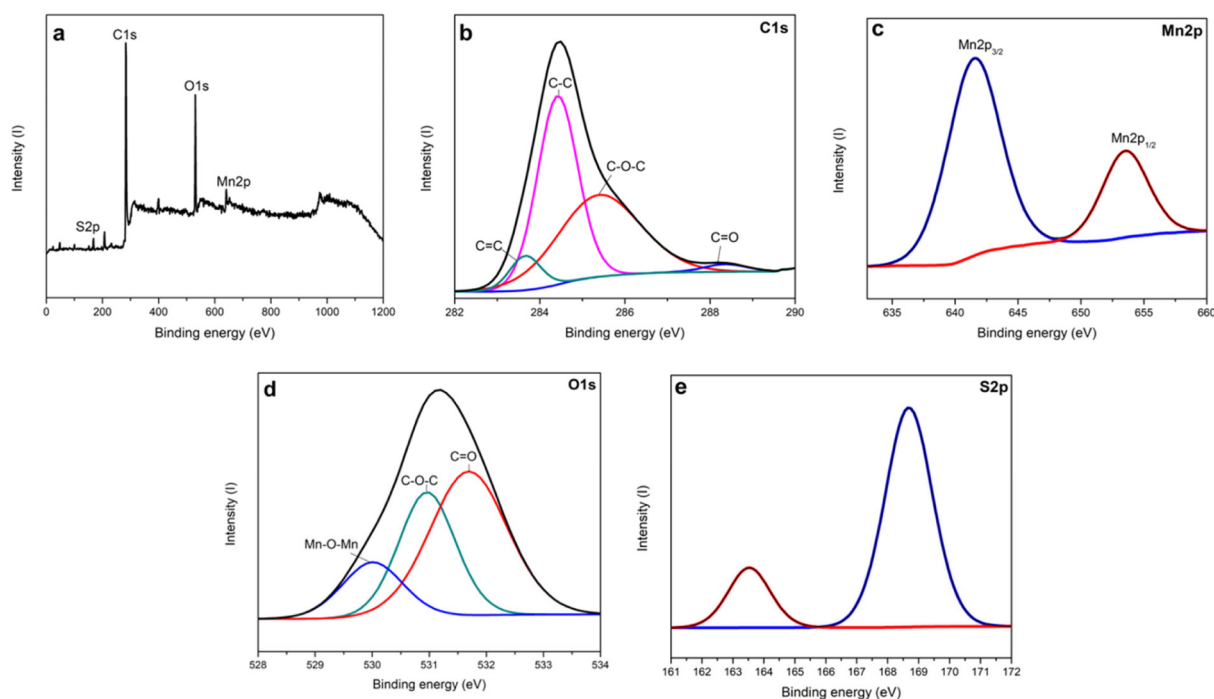 a
C1s
O1s
Mn2p
S2p
Intensity (I)
0 200 400 600 800 1000 1200
Binding energy (eV)
b
C1s
C-C
C-O-C
C=C
C=O
Intensity (I)
282 284 286 288 290
Binding energy (eV)
c
Mn2p
Mn2p3/2
Mn2p1/2
Intensity (I)
635 640 645 650 655 660
Binding energy (eV)
d
O1s
C=O
C-O-C
Mn-O-Mn
Intensity (I)
528 529 530 531 532 533 534
Binding energy (eV)
e
S2p
Intensity (I)
161 162 163 164 165 166 167 168 169 170 171 172
Binding energy (eV)